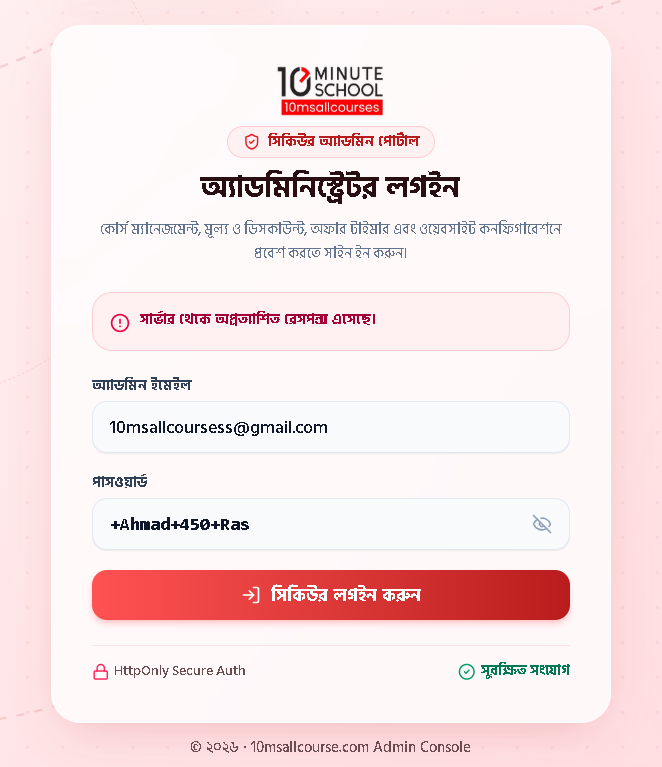 10 MINUTE SCHOOL
10msallcourses
সিকিউর অ্যাডমিন পোর্টাল
অ্যাডমিনিস্ট্রেটর লগইন
কোর্স ম্যানেজমেন্ট, মূল্য ও ডিসকাউন্ট, অফার টাইমার এবং ওয়েবসাইট কনফিগারেশনে
প্রবেশ করতে সাইন ইন করুন।
সার্ভার থেকে অপ্রত্যাশিত রেসপন্স এসেছে।
অ্যাডমিন ইমেইল
10msallcoursess@gmail.com
পাসওয়ার্ড
+Ahmad+450+Ras
সিকিউর লগইন করুন
HttpOnly Secure Auth
সুরক্ষিত সংযোগ
© ২০২৬ · 10msallcourse.com Admin Console